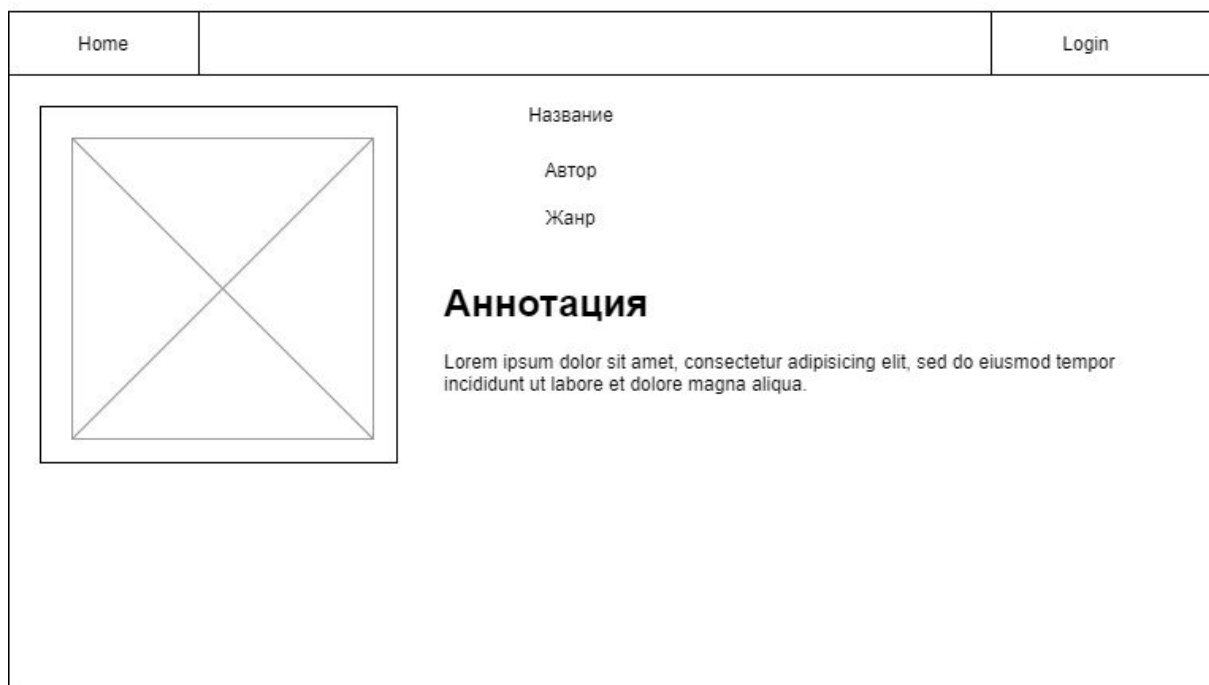 Home
Login
Название
Автор
Жанр
Аннотация
Lorem ipsum dolor sit amet, consectetur adipisicing elit, sed do eiusmod tempor
incididunt ut labore et dolore magna aliqua.